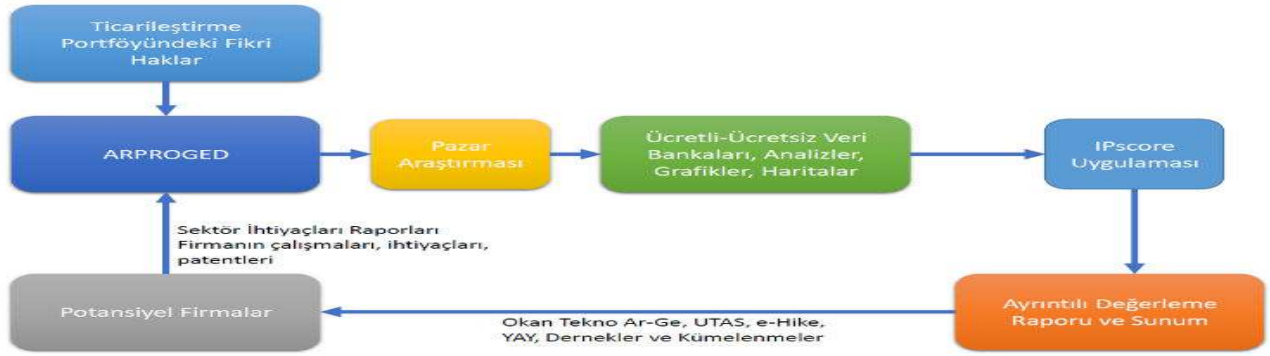 Ticarileştirme
Portföyündeki Fikri
Haklar
ARPROGED
Pazar
Araştırması
Ücretli-Ücretsiz Veri
Bankaları, Analizler,
Grafikler, Haritalar
IPscore
Uygulaması
Sektör İhtiyaçları Raporları
Firmanın çalışmaları, ihtiyaçları,
patentleri
Potansiyel Firmalar
Okan Tekno Ar-Ge, UTAS, e-Hike,
YAY, Dernekler ve Kümelenmeler
Ayrıntılı Değerleme
Raporu ve Sunum